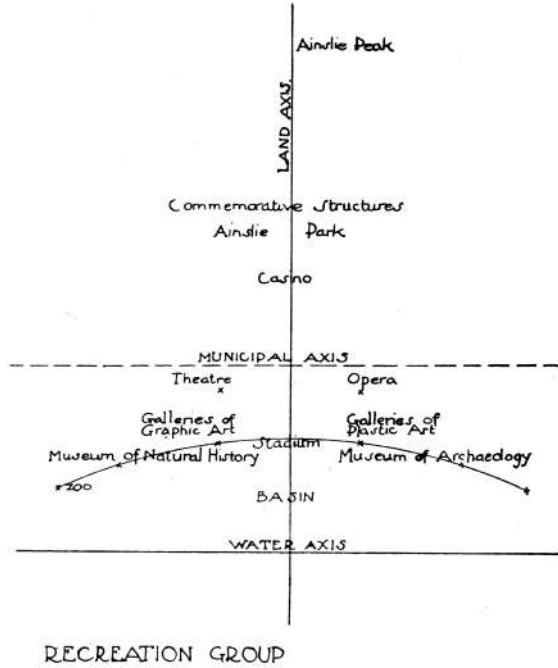 Ainslie Peak
LAND AXIS.
Commemorative Structures
Ainslie Park
Casino
MUNICIPAL AXIS
Theatre
Opera
Galleries of
Graphic Art
Galleries of
Plastic Art
Stadium
Museum of Natural History
Museum of Archaeology
ZOO
BASIN
WATER AXIS
RECREATION GROUP